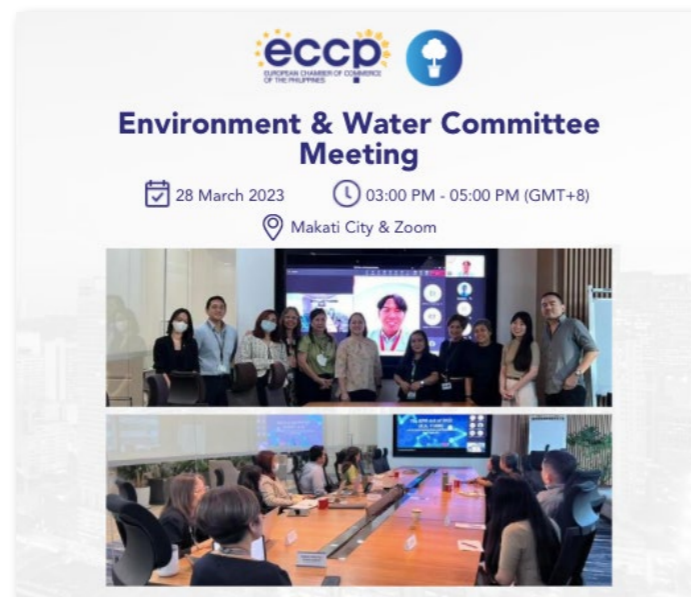 eccp
EUROPEAN CHAMBER OF COMMERCE
OF THE PHILIPPINES
Environment & Water Committee
Meeting
28 March 2023
03:00 PM - 05:00 PM (GMT+8)
Makati City & Zoom